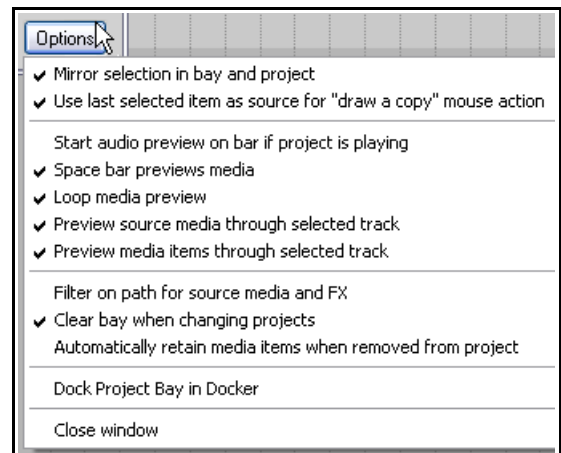 Options
Mirror selection in bay and project
Use last selected item as source for "draw a copy" mouse action
Start audio preview on bar if project is playing
Space bar previews media
Loop media preview
Preview source media through selected track
Preview media items through selected track
Filter on path for source media and FX
Clear bay when changing projects
Automatically retain media items when removed from project
Dock Project Bay in Docker
Close window